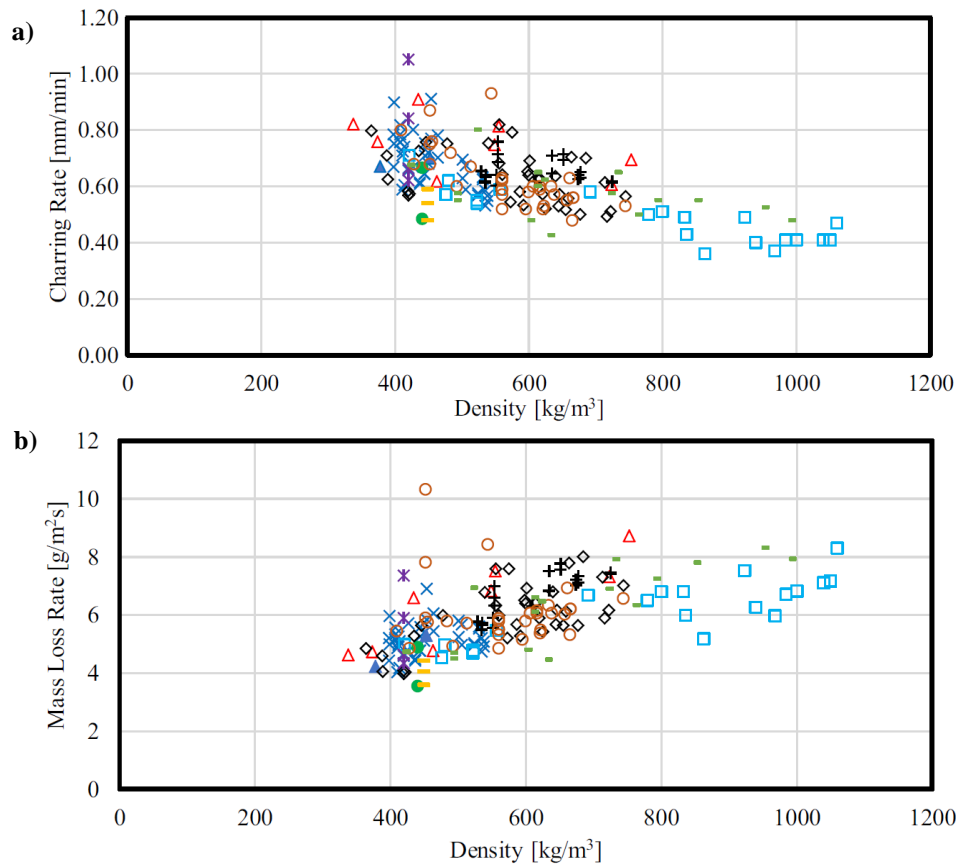 a)
Charring Rate [mm/min]
1.20
1.00
0.80
0.60
0.40
0.20
0.00
0 200 400 600 800 1000 1200
Density [kg/m³]
b)
Mass Loss Rate [g/m²s]
12
10
8
6
4
2
0
0 200 400 600 800 1000 1200
Density [kg/m³]